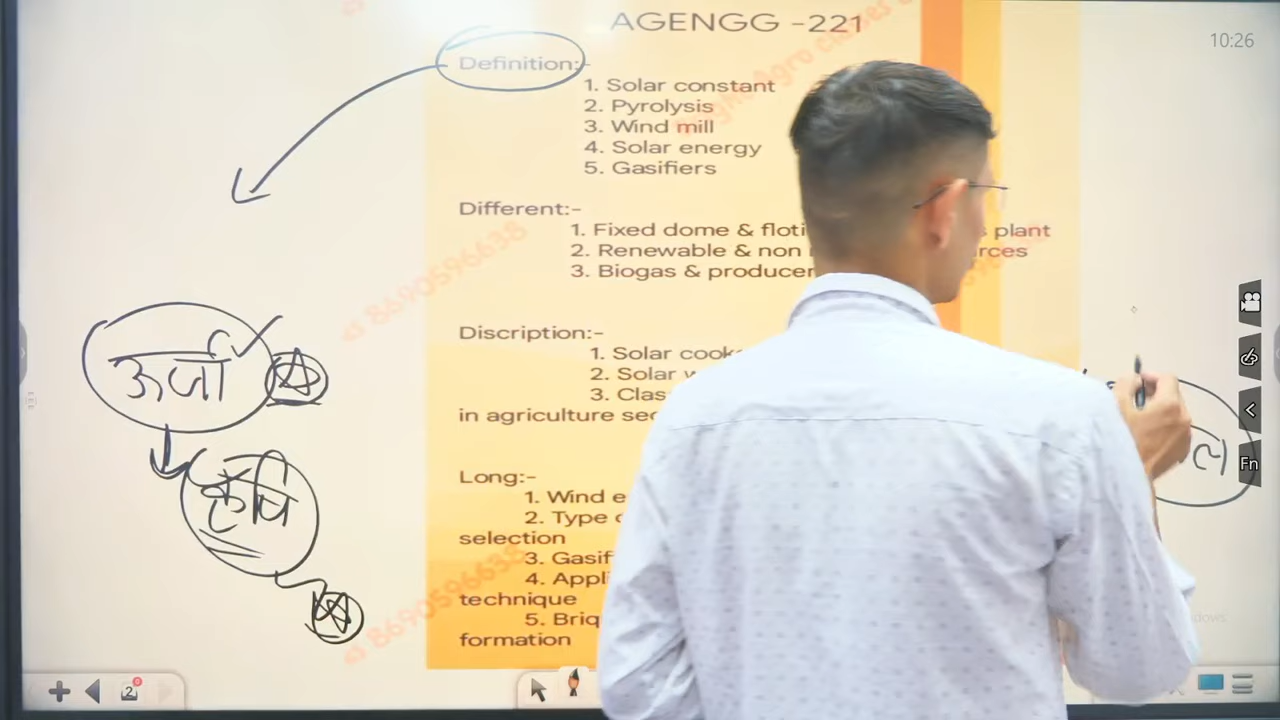 AGENGG -221
10:26
Definition:-
1. Solar constant
2. Pyrolysis
3. Wind mill
4. Solar energy
5. Gasifiers
Different:-
1. Fixed dome & floti plant
2. Renewable & non
3. Biogas & producer
Discription:-
1. Solar cook
2. Solar w
3. Clas
in agriculture sec
Long:-
1. Wind e
2. Type
selection
3. Gasif
4. Appli
technique
5. Briq
formation
ऊर्जा
कृषि
8690596638
8690596638
Fn
2